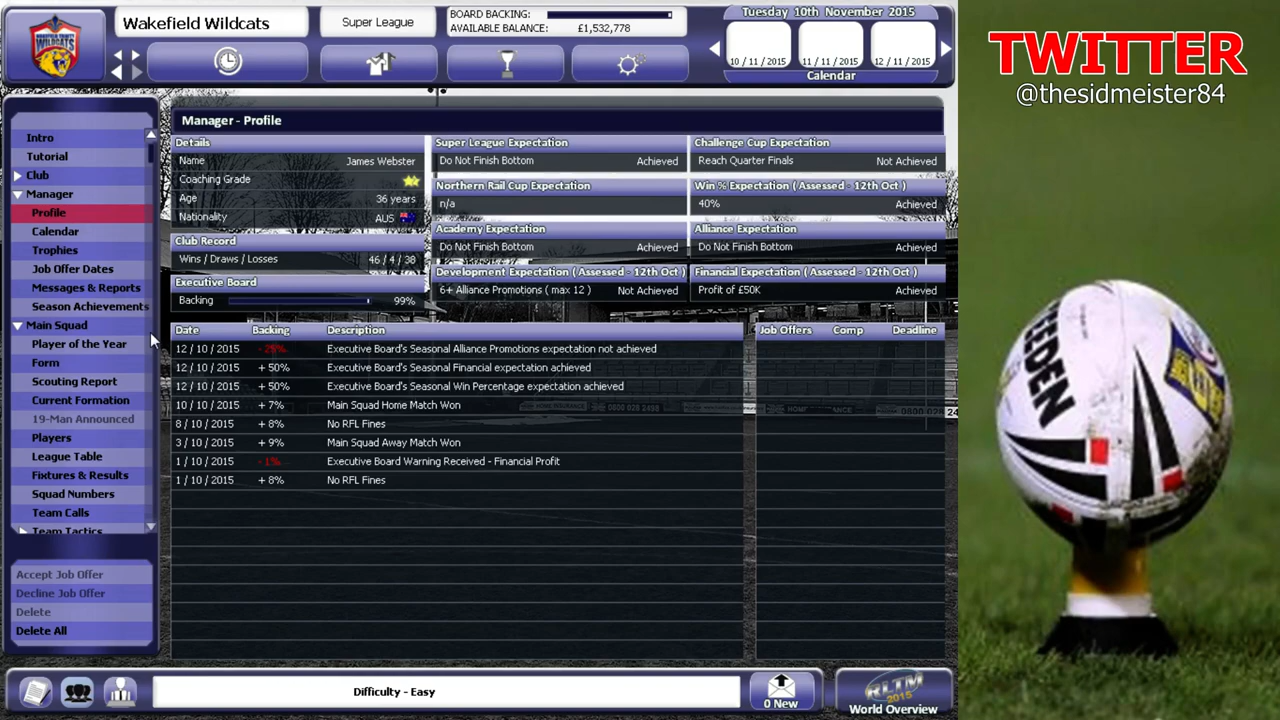 Wakefield Wildcats
Super League
BOARD BACKING:
AVAILABLE BALANCE: £1,532,778
Tuesday 10th November 2015
10 / 11 / 2015
11 / 11 / 2015
12 / 11 / 2015
Calendar
TWITTER
@thesidmeister84
WILDCATS
Intro
Tutorial
Club
Manager
Profile
Calendar
Trophies
Job Offer Dates
Messages & Reports
Season Achievements
Main Squad
Player of the Year
Form
Scouting Report
Current Formation
19-Man Announced
Players
League Table
Fixtures & Results
Squad Numbers
Team Calls
Team Tactics
Accept Job Offer
Decline Job Offer
Delete
Delete All
Manager - Profile
Details
Name James Webster
Coaching Grade
Age 36 years
Nationality AUS
Club Record
Wins / Draws / Losses 46 / 4 / 38
Executive Board
Backing 99%
Super League Expectation
Do Not Finish Bottom Achieved
Northern Rail Cup Expectation
n/a
Academy Expectation
Do Not Finish Bottom Achieved
Development Expectation ( Assessed - 12th Oct )
6+ Alliance Promotions ( max 12 ) Not Achieved
Challenge Cup Expectation
Reach Quarter Finals Not Achieved
Win % Expectation ( Assessed - 12th Oct )
40% Achieved
Alliance Expectation
Do Not Finish Bottom Achieved
Financial Expectation ( Assessed - 12th Oct )
Profit of £50K Achieved
Date Backing Description
12 / 10 / 2015 - 25% Executive Board's Seasonal Alliance Promotions expectation not achieved
12 / 10 / 2015 + 50% Executive Board's Seasonal Financial expectation achieved
12 / 10 / 2015 + 50% Executive Board's Seasonal Win Percentage expectation achieved
10 / 10 / 2015 + 7% Main Squad Home Match Won
8 / 10 / 2015 + 8% No RFL Fines
3 / 10 / 2015 + 9% Main Squad Away Match Won
1 / 10 / 2015 - 1% Executive Board Warning Received - Financial Profit
1 / 10 / 2015 + 8% No RFL Fines
Job Offers Comp Deadline
Difficulty - Easy
0 New
RLTM
2015
World Overview